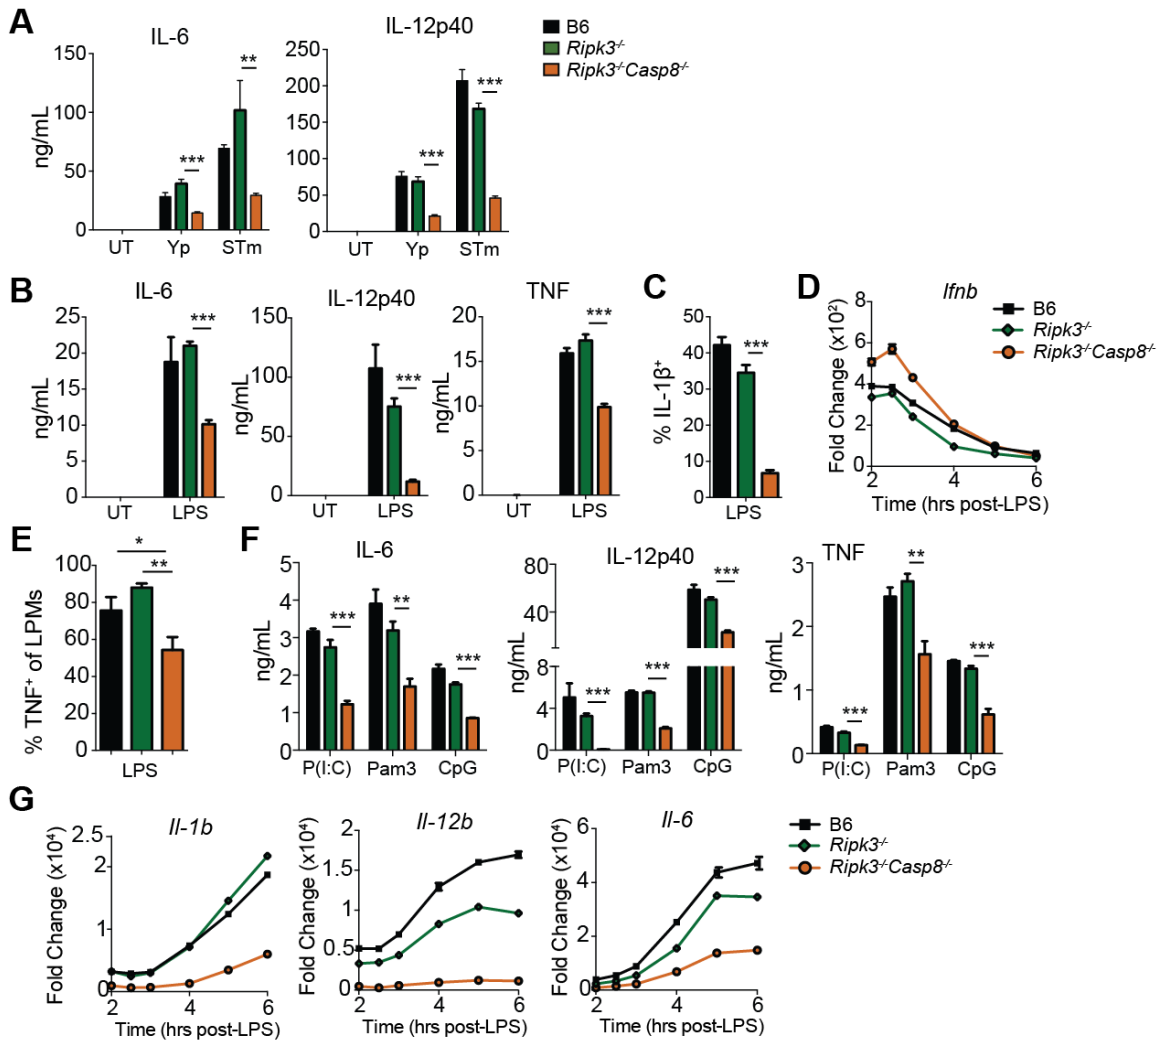 A
IL-6
IL-12p40
B6
Ripk3-/-
Ripk3-/-Casp8-/-
ng/mL
150
100
50
0
**
***
UT
Yp
STm
ng/mL
250
200
150
100
50
0
***
***
UT
Yp
STm
B
IL-6
IL-12p40
TNF
ng/mL
25
20
15
10
5
0
***
UT
LPS
ng/mL
150
100
50
0
***
UT
LPS
ng/mL
20
15
10
5
0
***
UT
LPS
C
% IL-1β+
50
40
30
20
10
0
***
LPS
D
Ifnb
B6
Ripk3-/-
Ripk3-/-Casp8-/-
Fold Change (x10²)
8
6
4
2
0
2
4
6
Time (hrs post-LPS)
E
% TNF+ of LPMs
100
80
60
40
20
0
*
**
LPS
F
IL-6
IL-12p40
TNF
ng/mL
5
4
3
2
1
0
***
**
***
P(I:C)
Pam3
CpG
ng/mL
80
40
8
4
0
***
***
***
P(I:C)
Pam3
CpG
ng/mL
3
2
1
0
***
**
***
P(I:C)
Pam3
CpG
G
Il-1b
Il-12b
Il-6
B6
Ripk3-/-
Ripk3-/-Casp8-/-
Fold Change (x10⁴)
2.5
2
1
0
2
4
6
Time (hrs post-LPS)
Fold Change (x10⁴)
2
1.5
1
0.5
0
2
4
6
Time (hrs post-LPS)
Fold Change (x10⁴)
6
4
2
0
2
4
6
Time (hrs post-LPS)